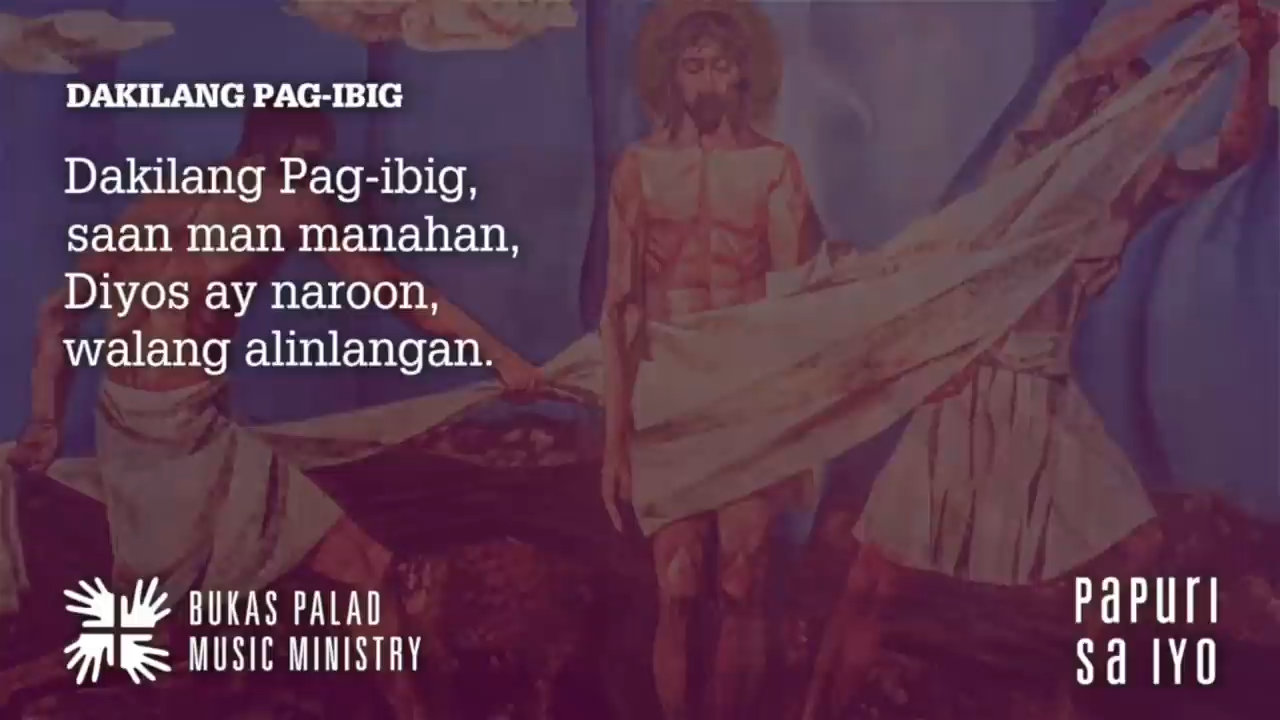 DAKILANG PAG-IBIG
Dakilang Pag-ibig,
saan man manahan,
Diyos ay naroon,
walang alinlangan.
BUKAS PALAD
MUSIC MINISTRY
Papuri
sa iyo